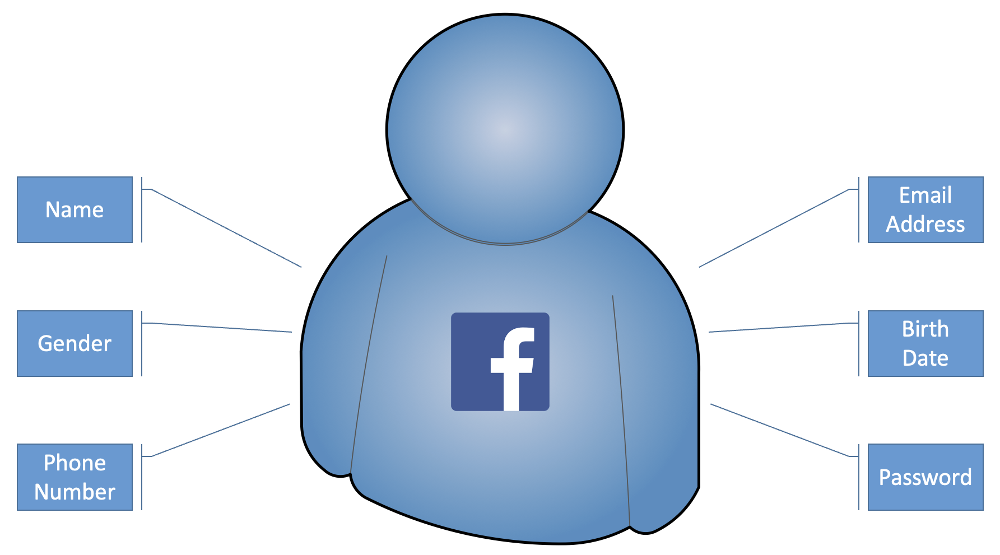 Name
Gender
Phone
Number
Email
Address
Birth
Date
Password
f